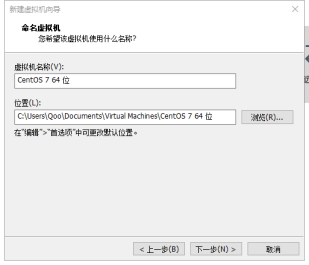 新建虚拟机向导
命名虚拟机
您希望该虚拟机使用什么名称?
虚拟机名称(V):
CentOS 7 64 位
位置(L):
C:\Users\Qoo\Documents\Virtual Machines\CentOS 7 64 位
浏览(R)...
在"编辑">"首选项"中可更改默认位置。
< 上一步(B)
下一步(N) >
取消